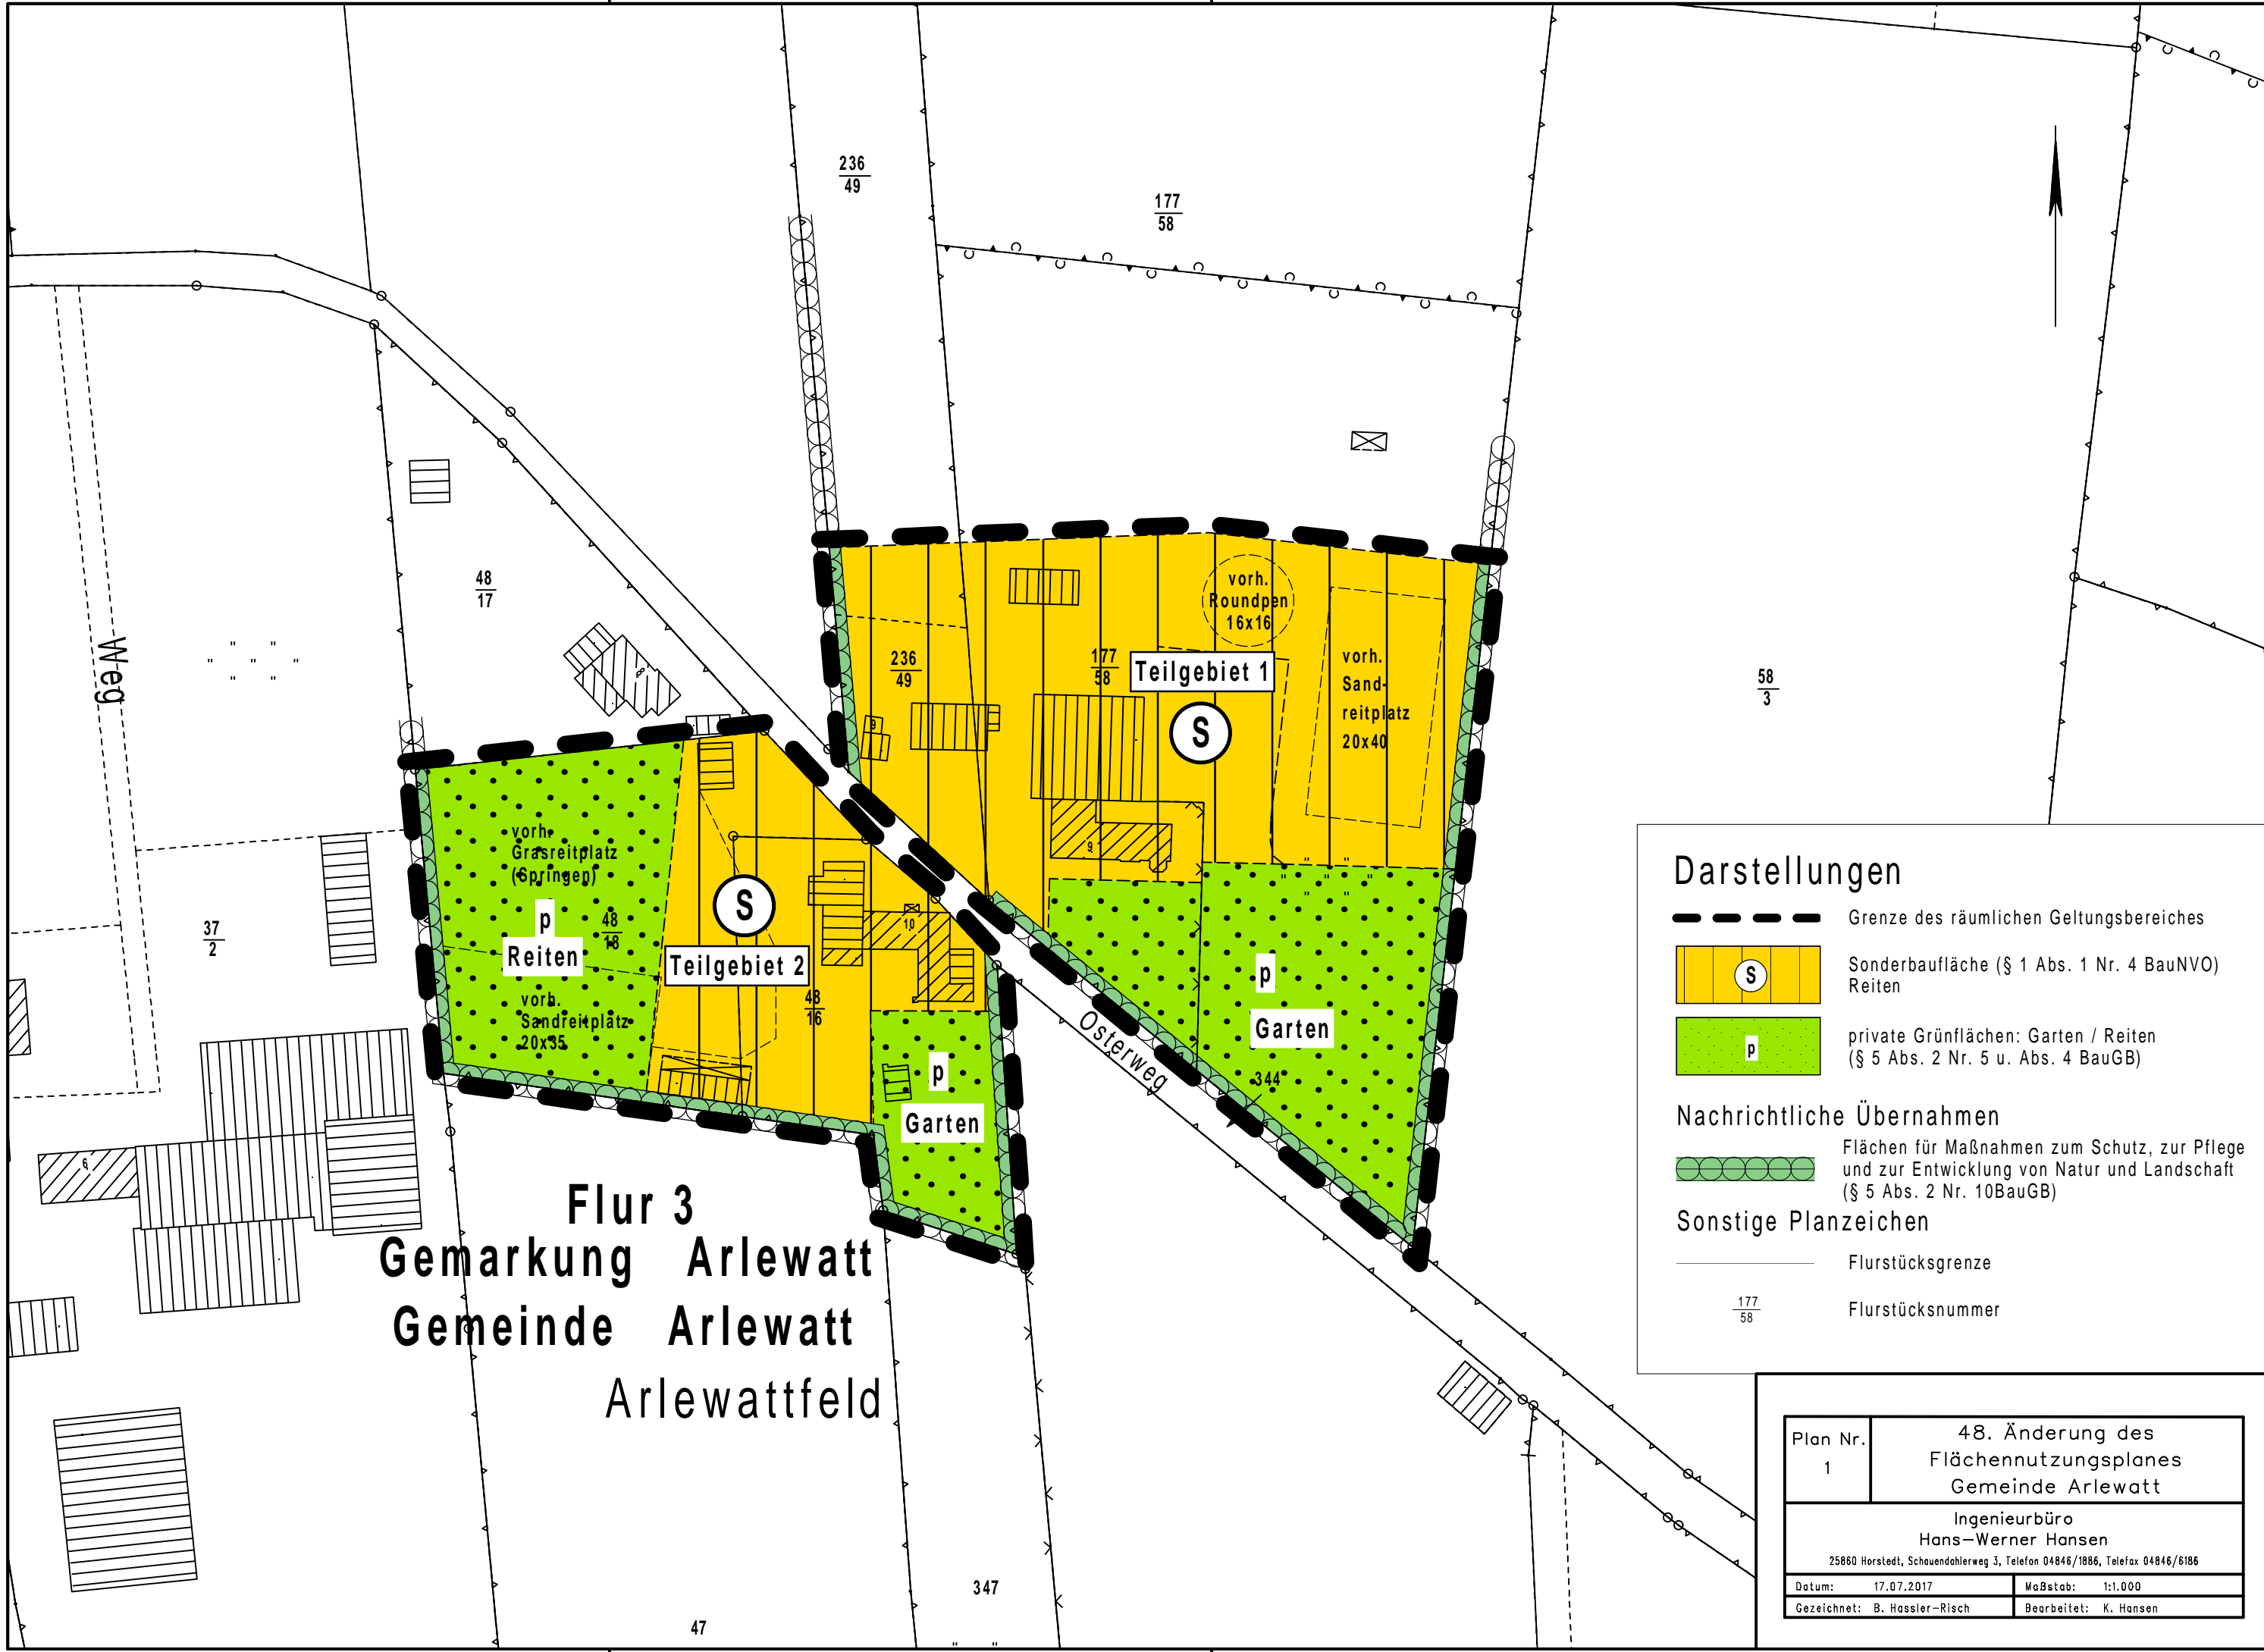 236
49
177
58
48
17
Weg
236
49
177
58
Teilgebiet 1
S
vorh.
Roundpen
16x16
vorh.
Sand-
reitplatz
20x40
58
3
9
8
9
37
2
vorh.
Grasreitplatz
(Springen)
p
Reiten
48
18
vorh.
Sandreitplatz
20x35
S
Teilgebiet 2
48
16
10
p
Garten
p
Garten
344
Osterweg
6
Flur 3
Gemarkung Arlewatt
Gemeinde Arlewatt
Arlewattfeld
347
47
Darstellungen
Grenze des räumlichen Geltungsbereiches
S
Sonderbaufläche (§ 1 Abs. 1 Nr. 4 BauNVO)
Reiten
p
private Grünflächen: Garten / Reiten
(§ 5 Abs. 2 Nr. 5 u. Abs. 4 BauGB)
Nachrichtliche Übernahmen
Flächen für Maßnahmen zum Schutz, zur Pflege
und zur Entwicklung von Natur und Landschaft
(§ 5 Abs. 2 Nr. 10BauGB)
Sonstige Planzeichen
Flurstücksgrenze
177
58
Flurstücksnummer
Plan Nr.
1
48. Änderung des
Flächennutzungsplanes
Gemeinde Arlewatt
Ingenieurbüro
Hans-Werner Hansen
25860 Horstedt, Schauendahlerweg 3, Telefon 04846/1886, Telefax 04846/6186
Datum: 17.07.2017
Maßstab: 1:1.000
Gezeichnet: B. Hassler-Risch
Bearbeitet: K. Hansen